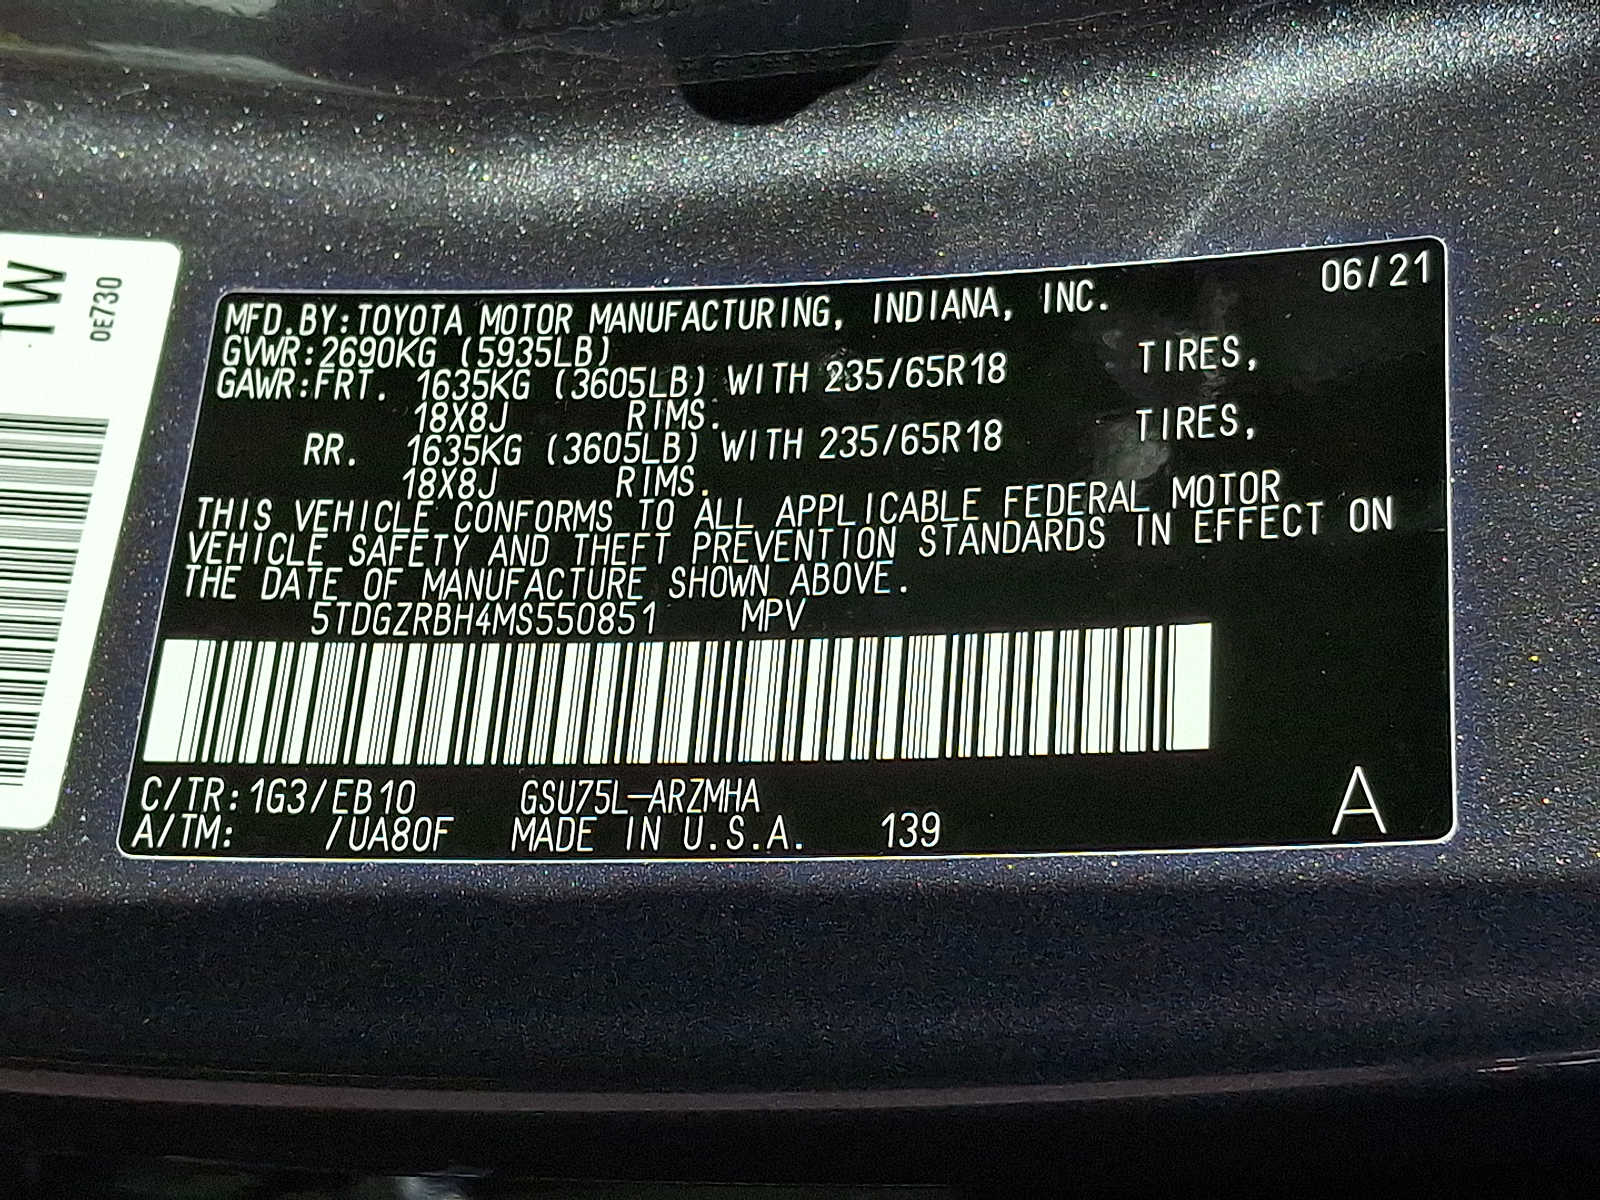 TW
0E730
06/21
MFD.BY:TOYOTA MOTOR MANUFACTURING, INDIANA, INC.
GVWR:2690KG (5935LB)
GAWR:FRT. 1635KG (3605LB) WITH 235/65R18 TIRES,
18X8J RIMS.
RR. 1635KG (3605LB) WITH 235/65R18 TIRES,
18X8J RIMS.
THIS VEHICLE CONFORMS TO ALL APPLICABLE FEDERAL MOTOR
VEHICLE SAFETY AND THEFT PREVENTION STANDARDS IN EFFECT ON
THE DATE OF MANUFACTURE SHOWN ABOVE.
5TDGZRBH4MS550851 MPV
C/TR:1G3/EB10 GSU75L-ARZMHA
A/TM: /UA80F MADE IN U.S.A. 139
A